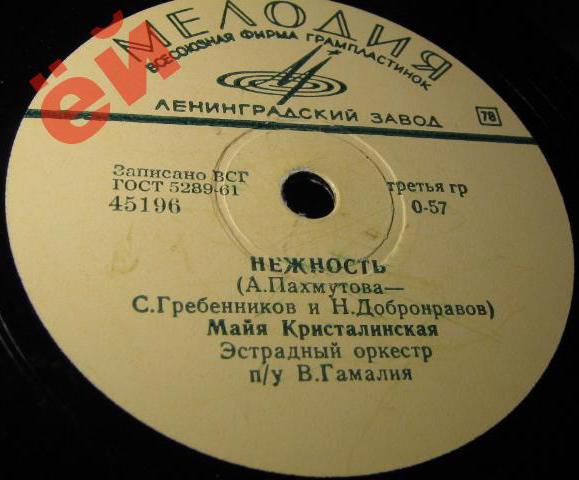 ёй
МЕЛОДИЯ
ВСЕСОЮЗНАЯ ФИРМА ГРАМПЛАСТИНОК
ЛЕНИНГРАДСКИЙ ЗАВОД 78
Записано ВСГ
ГОСТ 5289-61
45196
третья гр
0-57
НЕЖНОСТЬ
(А.Пахмутова—
С.Гребенников и Н.Добронравов)
Майя Кристалинская
Эстрадный оркестр
п/у В.Гамалия